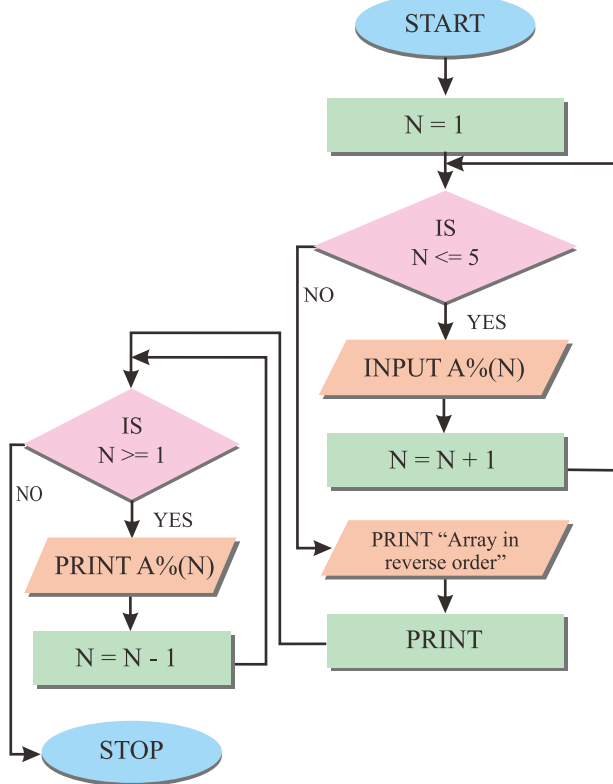 START
N = 1
IS
N <= 5
NO
YES
INPUT A%(N)
N = N + 1
PRINT “Array in
reverse order”
PRINT
IS
N >= 1
NO
YES
PRINT A%(N)
N = N - 1
STOP